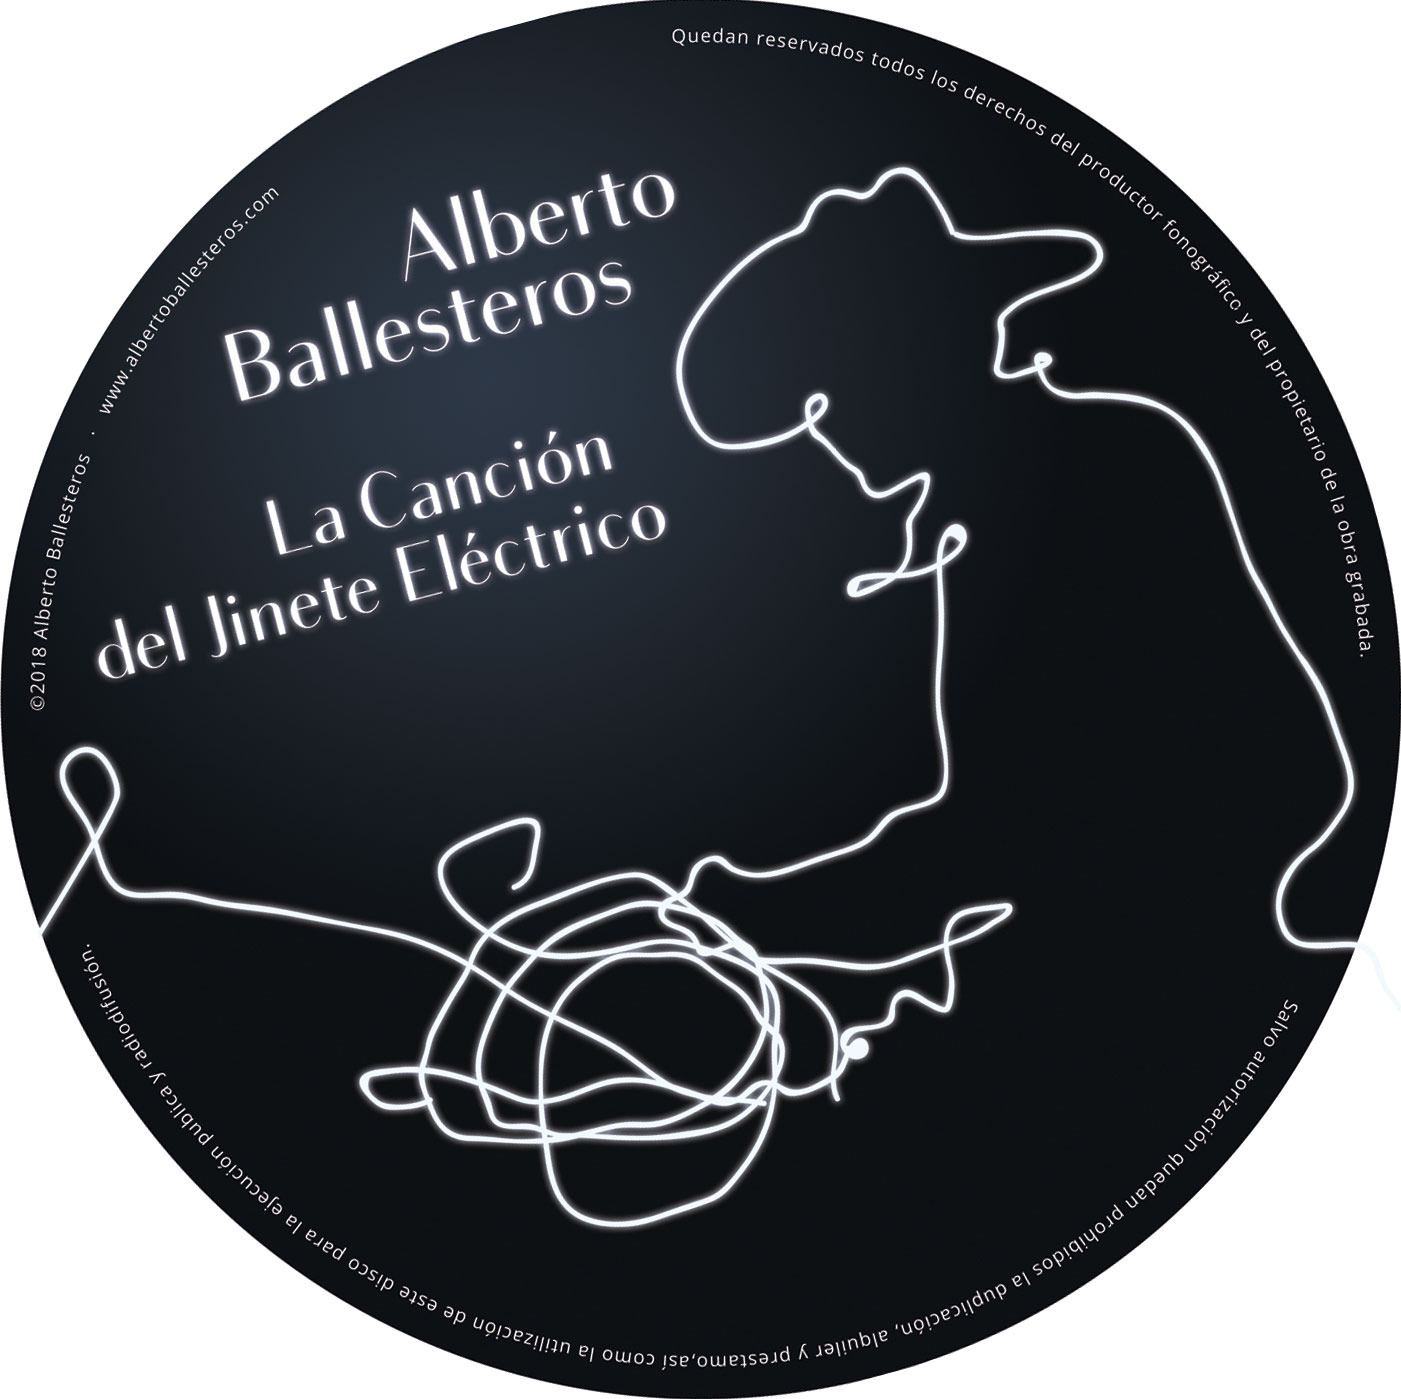 Alberto
Ballesteros
La Canción
del Jinete Eléctrico
©2018 Alberto Ballesteros · www.albertoballesteros.com
Quedan reservados todos los derechos del productor fonográfico y del propietario de la obra grabada.
Salvo autorización quedan prohibidos la duplicación, alquiler y prestamo,así como la utilización de este disco para la ejecución publica y radiodifusión.